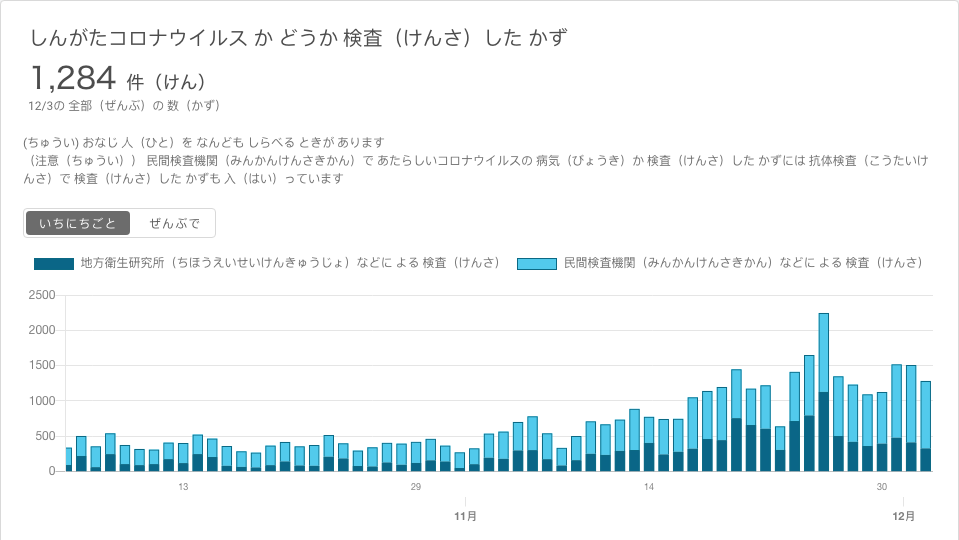 しんがたコロナウイルス か どうか 検査（けんさ）した かず
1,284 件（けん）
12/3の 全部（ぜんぶ）の 数（かず）
(ちゅうい) おなじ 人（ひと）を なんども しらべる ときが あります
（注意（ちゅうい）） 民間検査機関（みんかんけんさきかん）で あたらしいコロナウイルスの 病気（びょうき）か 検査（けんさ）した かずには 抗体検査（こうたいけ
んさ）で 検査（けんさ）した かずも 入（はい）っています
いちにちごと ぜんぶで
地方衛生研究所（ちほうえいせいけんきゅうじょ）などに よる 検査（けんさ） 民間検査機関（みんかんけんさきかん）などに よる 検査（けんさ）
2500
2000
1500
1000
500
0
13 29 14 30
11月 12月